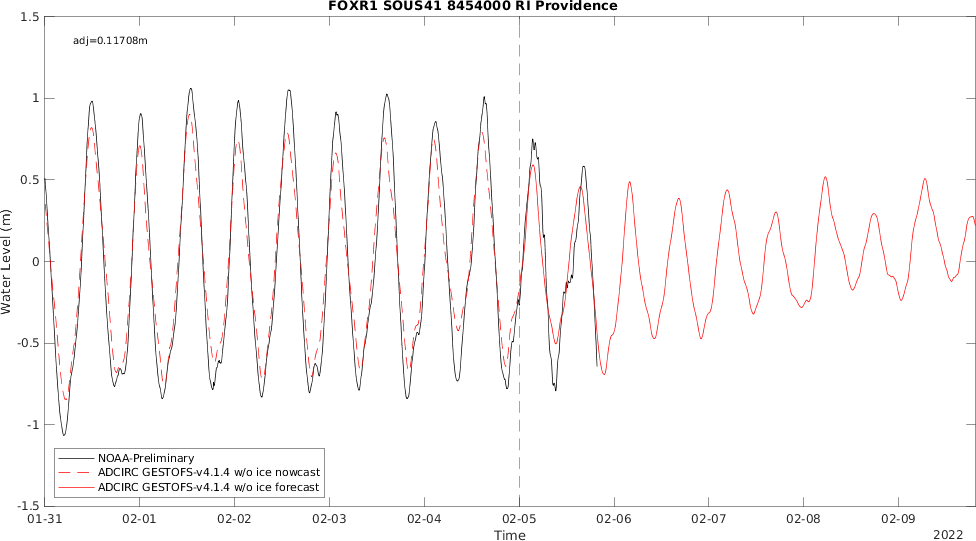 FOXR1 SOUS41 8454000 RI Providence
adj=0.11708m
Water Level (m)
1.5
1
0.5
0
-0.5
-1
-1.5
NOAA-Preliminary
ADCIRC GESTOFS-v4.1.4 w/o ice nowcast
ADCIRC GESTOFS-v4.1.4 w/o ice forecast
01-31 02-01 02-02 02-03 02-04 02-05 02-06 02-07 02-08 02-09
Time
2022